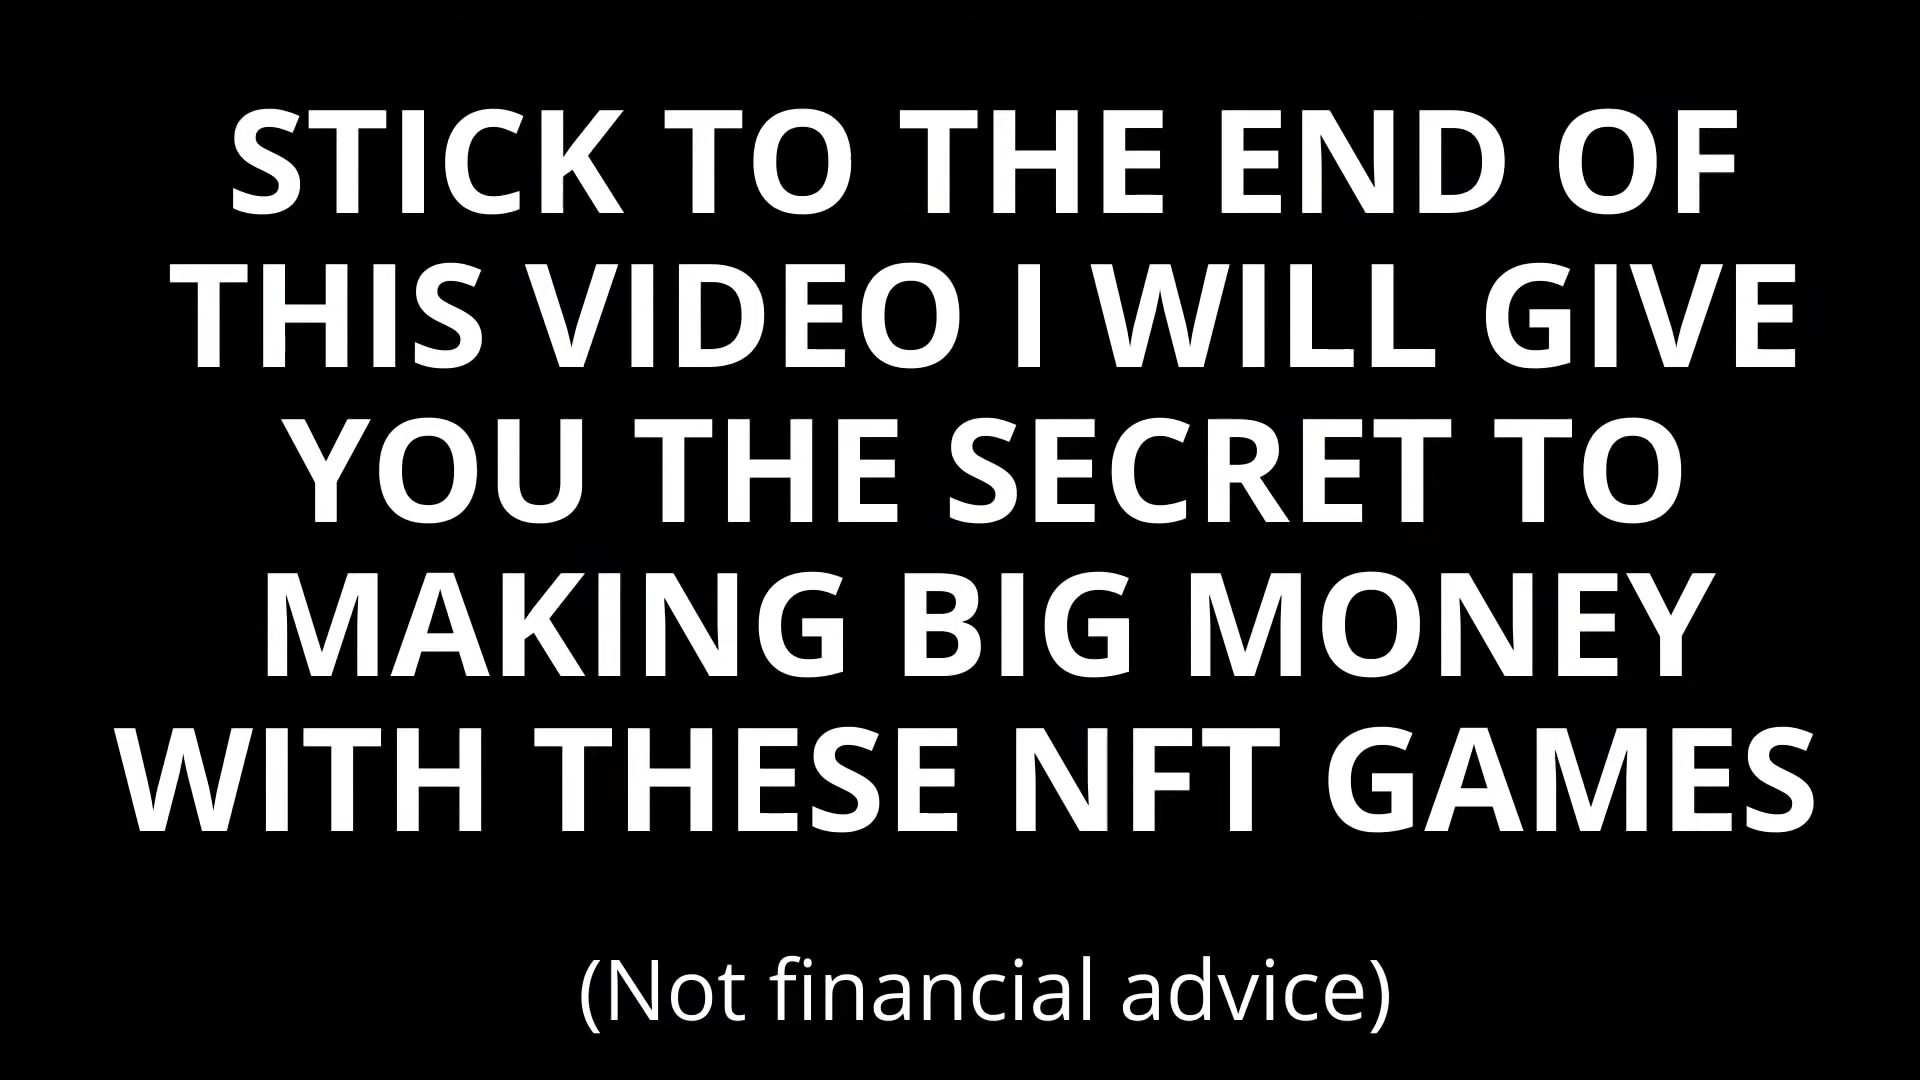 STICK TO THE END OF
THIS VIDEO I WILL GIVE
YOU THE SECRET TO
MAKING BIG MONEY
WITH THESE NFT GAMES
(Not financial advice)